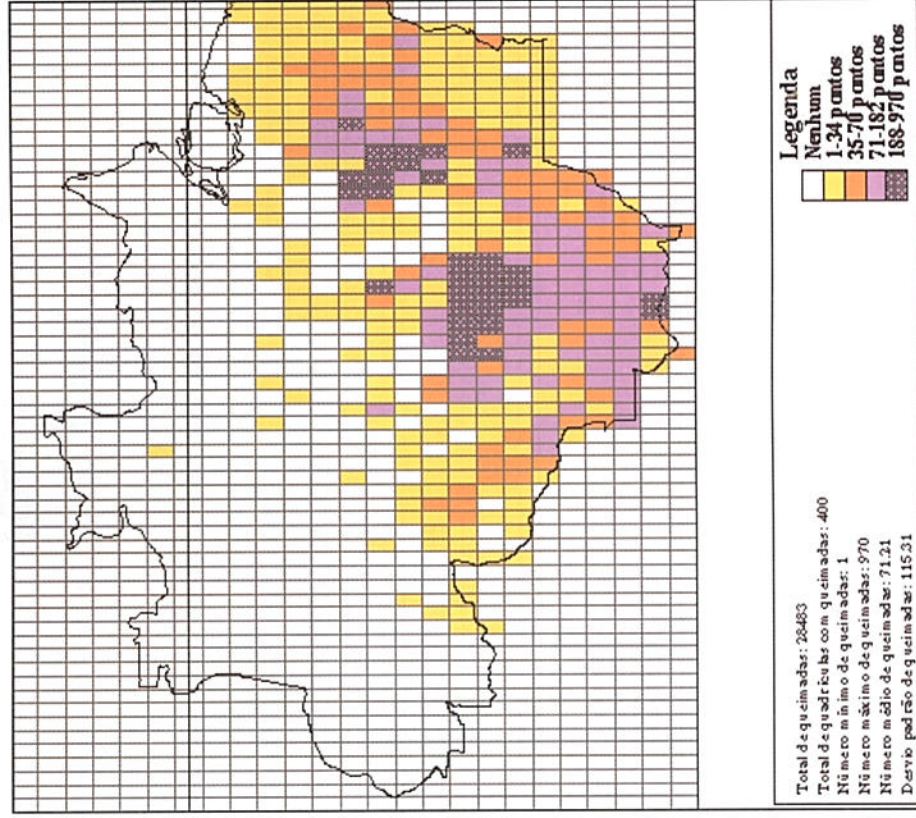 Total de queimadas: 28483
Total de quadrículas com queimadas: 400
Número mínimo de queimadas: 1
Número máximo de queimadas: 970
Número médio de queimadas: 71.21
Desvio padrão de queimadas: 115.31
Legenda
Nenhum
1-34 pontos
35-70 pontos
71-182 pontos
188-970 pontos